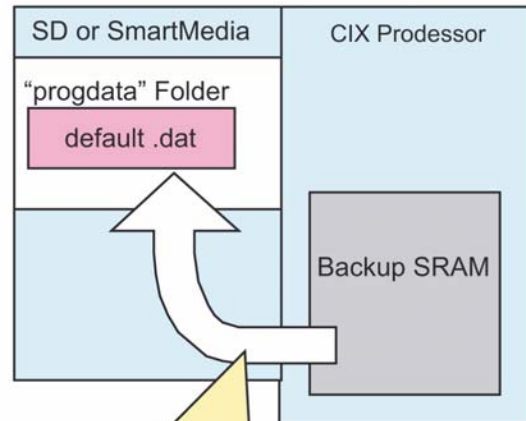 SD or SmartMedia
CIX Prodessor
“progdata” Folder
default .dat
Backup SRAM